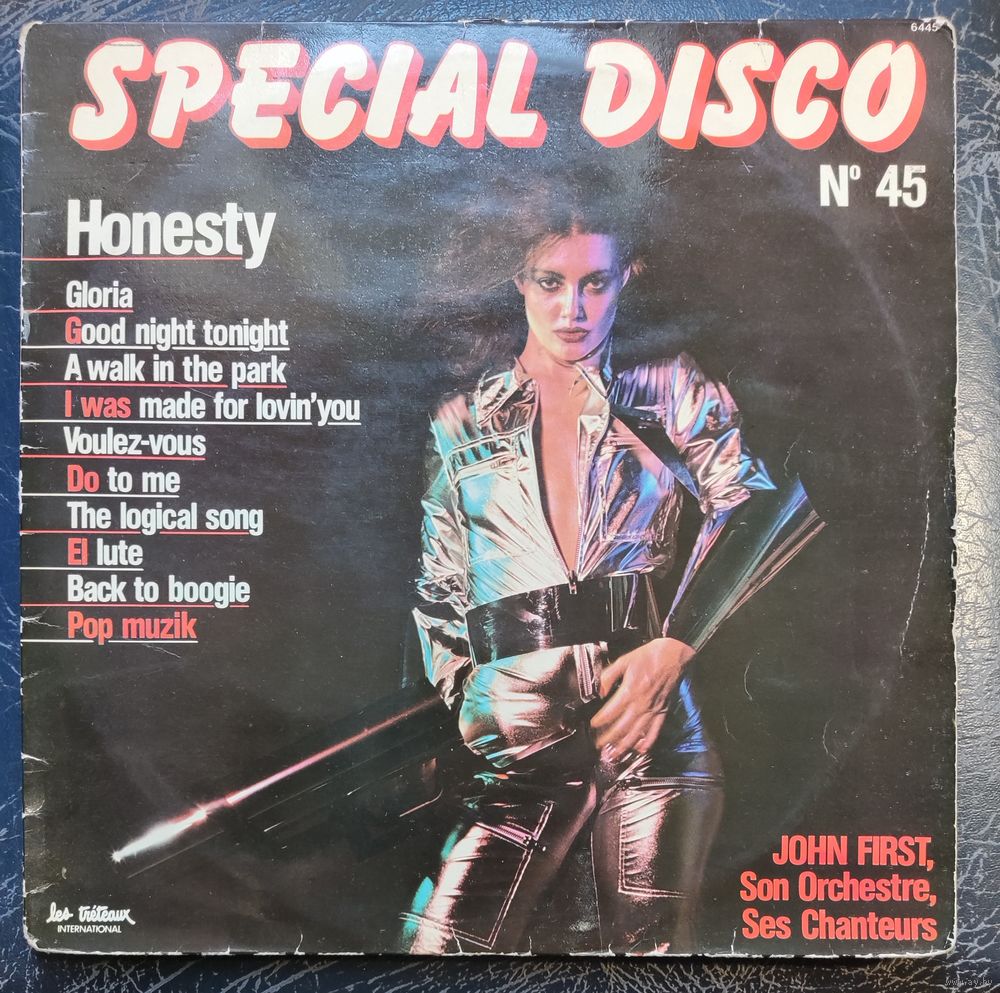 6445
SPECIAL DISCO
Nº 45
Honesty
Gloria
Good night tonight
A walk in the park
I was made for lovin'you
Voulez-vous
Do to me
The logical song
El lute
Back to boogie
Pop muzik
JOHN FIRST,
Son Orchestre,
Ses Chanteurs
les tréteaux
INTERNATIONAL